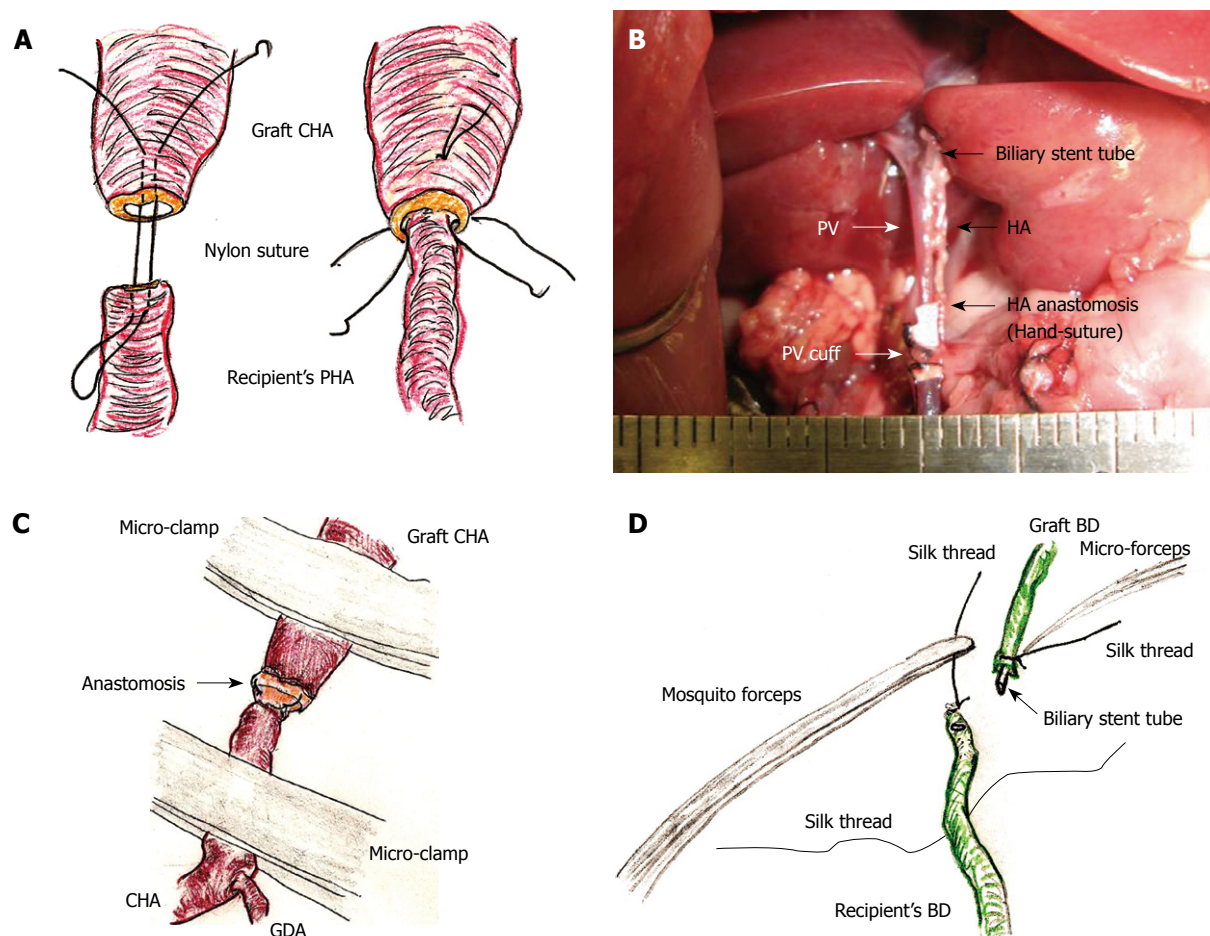 A
Graft CHA
Nylon suture
Recipient's PHA
B
Biliary stent tube
PV
HA
HA anastomosis
(Hand-suture)
PV cuff
C
Micro-clamp
Graft CHA
Anastomosis
Micro-clamp
CHA
GDA
D
Graft BD
Silk thread
Micro-forceps
Silk thread
Mosquito forceps
Biliary stent tube
Silk thread
Recipient's BD